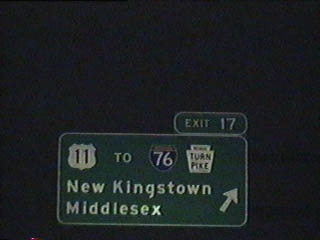 EXIT 17
11 TO 76 TURN
PIKE
New Kingstown
Middlesex